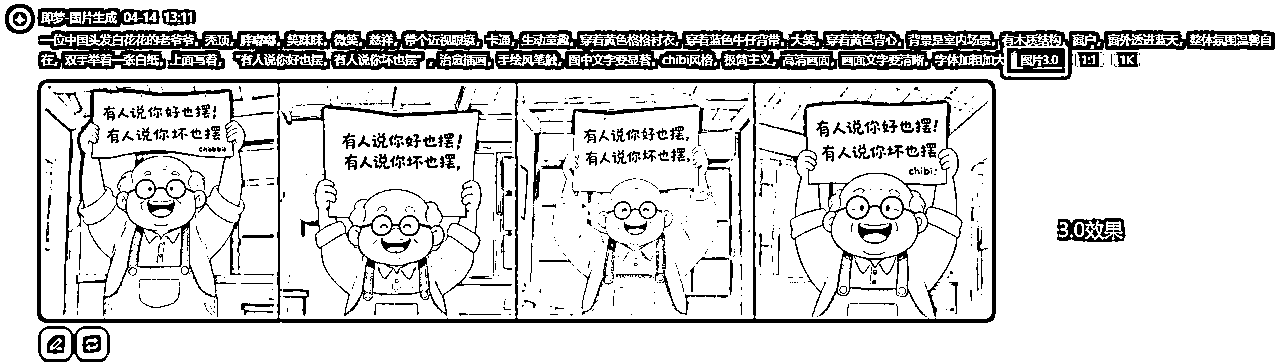 即梦-图片生成 04-14 13:11
一位中国头发白花花的老爷爷，秃顶，胖嘟嘟，笑眯眯，微笑，慈祥，带个近视眼镜，卡通，生动有趣，穿着黄色格格衬衣，穿着蓝色牛仔背带，大笑，穿着黄色背心，背景是室内场景，有木质结构，窗户，窗外透进蓝天，整体氛围温馨自
在，双手举着一张白纸，上面写着，“有人说你好也摆，有人说你坏也摆”，治愈插画，手绘风笔触，图中文字要显著，chibi风格，极简主义，高清画面，画面文字要清晰，字体加粗加大 图片3.0 1:1 1K
有人说你好也摆！
有人说你坏也摆
有人说你好也摆！
有人说你坏也摆，
有人说你好也摆，
有人说你坏也摆，
有人说你好也摆！
有人说你坏也摆
chibi!
3.0效果